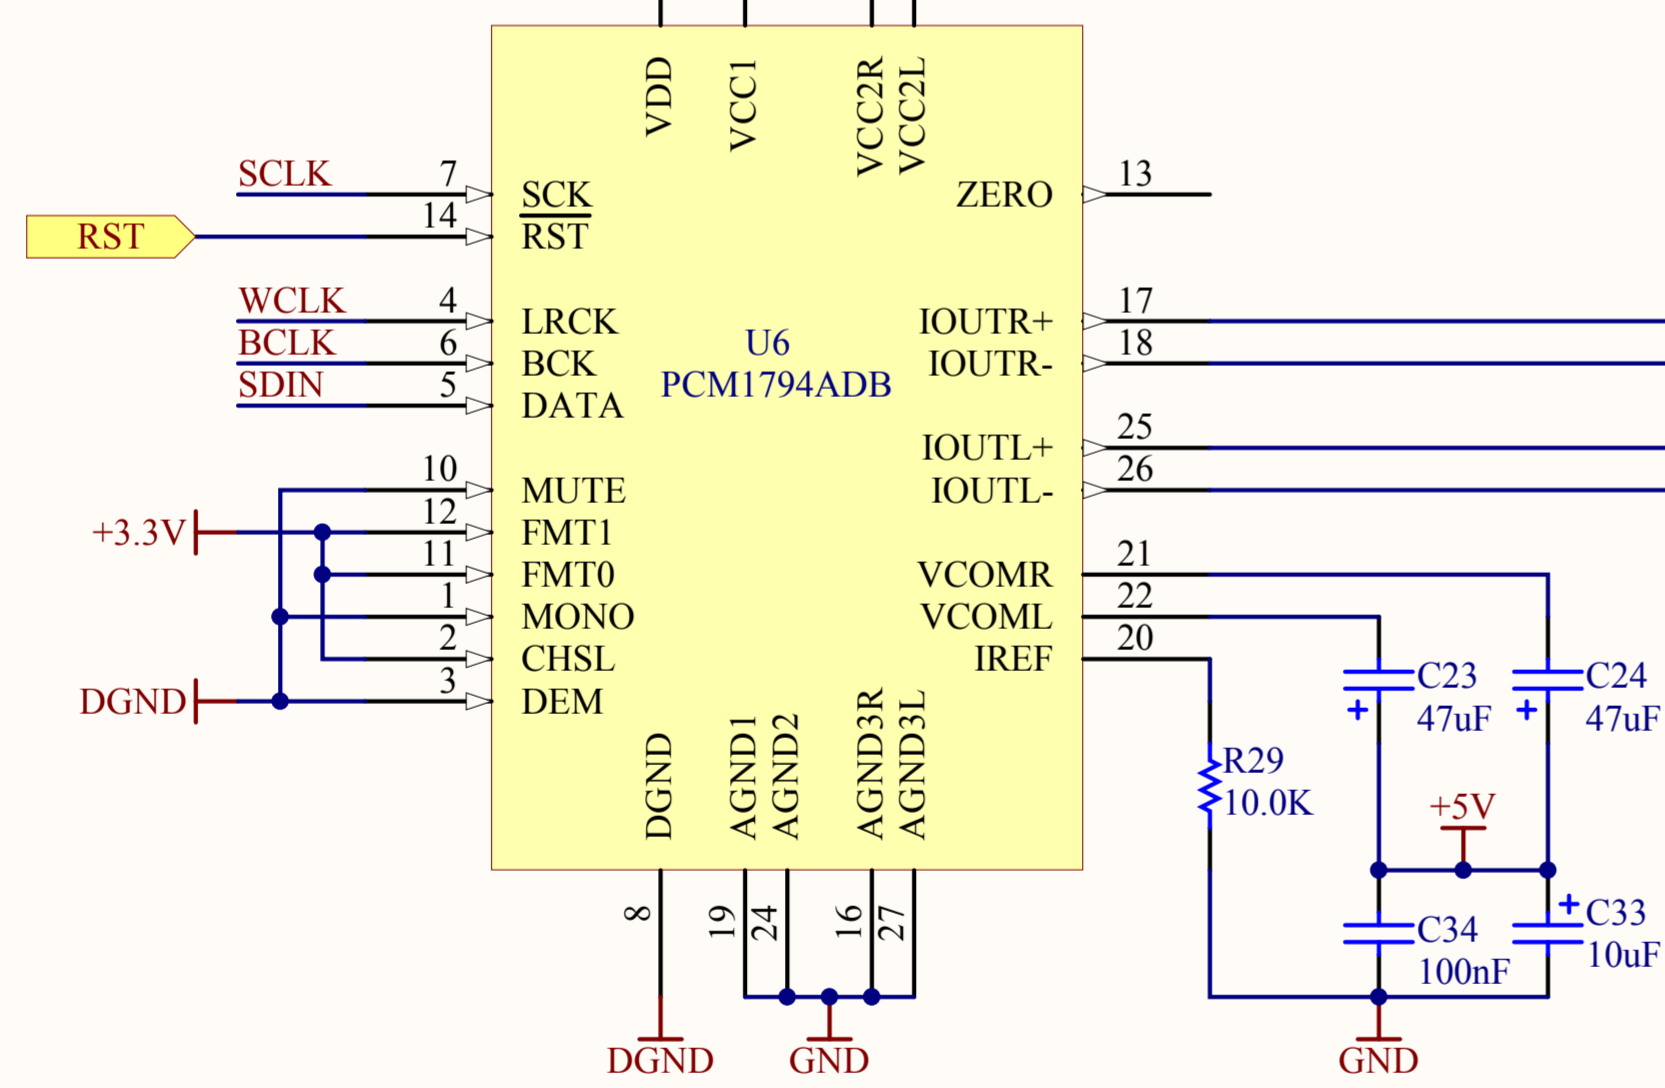 VDD
VCC1
VCC2R
VCC2L
SCLK 7 SCK
ZERO 13
RST 14 RST
WCLK 4 LRCK
IOUTR+ 17
BCLK 6 BCK
U6
IOUTR- 18
SDIN 5 DATA
PCM1794ADB
IOUTL+ 25
10 MUTE
IOUTL- 26
+3.3V 12 FMT1
11 FMT0
VCOMR 21
1 MONO
VCOML 22
2 CHSL
IREF 20
DGND 3 DEM
C23
47uF
C24
47uF
R29
10.0K
+5V
DGND
AGND1
AGND2
AGND3R
AGND3L
8
19
24
16
27
C34
100nF
C33
10uF
DGND
GND
GND